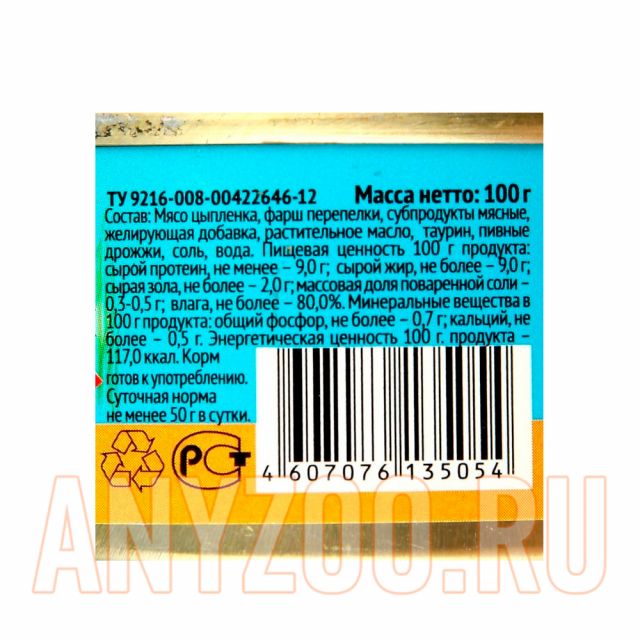 ТУ 9216-008-00422646-12 Масса нетто: 100 г
Состав: Мясо цыпленка, фарш перепелки, субпродукты мясные,
желирующая добавка, растительное масло, таурин, пивные
дрожжи, соль, вода. Пищевая ценность 100 г продукта:
сырой протеин, не менее – 9,0 г; сырой жир, не более – 9,0 г;
сырая зола, не более – 2,0 г; массовая доля поваренной соли –
0,3-0,5 г; влага, не более – 80,0%. Минеральные вещества в
100 г продукта: общий фосфор, не более – 0,7 г; кальций, не
более – 0,5 г. Энергетическая ценность 100 г. продукта –
117,0 ккал. Корм
готов к употреблению.
Суточная норма
не менее 50 г в сутки.
РСТ
4 607076 135054
ANYZOO.RU